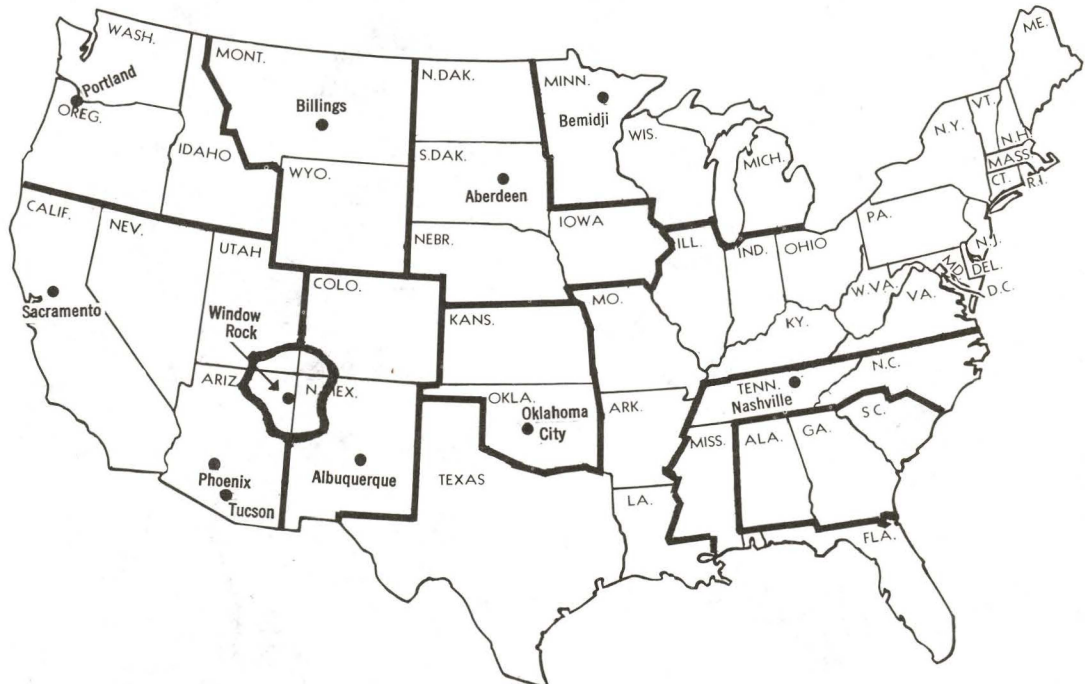 WASH.
Portland
OREG.
IDAHO
MONT.
Billings
WYO.
N.DAK.
S.DAK.
Aberdeen
NEBR.
MINN.
Bemidji
WIS.
MICH.
IOWA
ILL.
IND.
OHIO
PA.
N.Y.
VT.
N.H.
ME.
MASS.
CT.
R.I.
N.J.
DEL.
MD.
D.C.
W.VA.
VA.
KY.
CALIF.
NEV.
UTAH
COLO.
KANS.
MO.
Sacramento
Window
Rock
ARIZ.
N.MEX.
OKLA.
Oklahoma
City
ARK.
TENN.
Nashville
N.C.
S.C.
MISS.
ALA.
GA.
Phoenix
Tucson
Albuquerque
TEXAS
LA.
FLA.